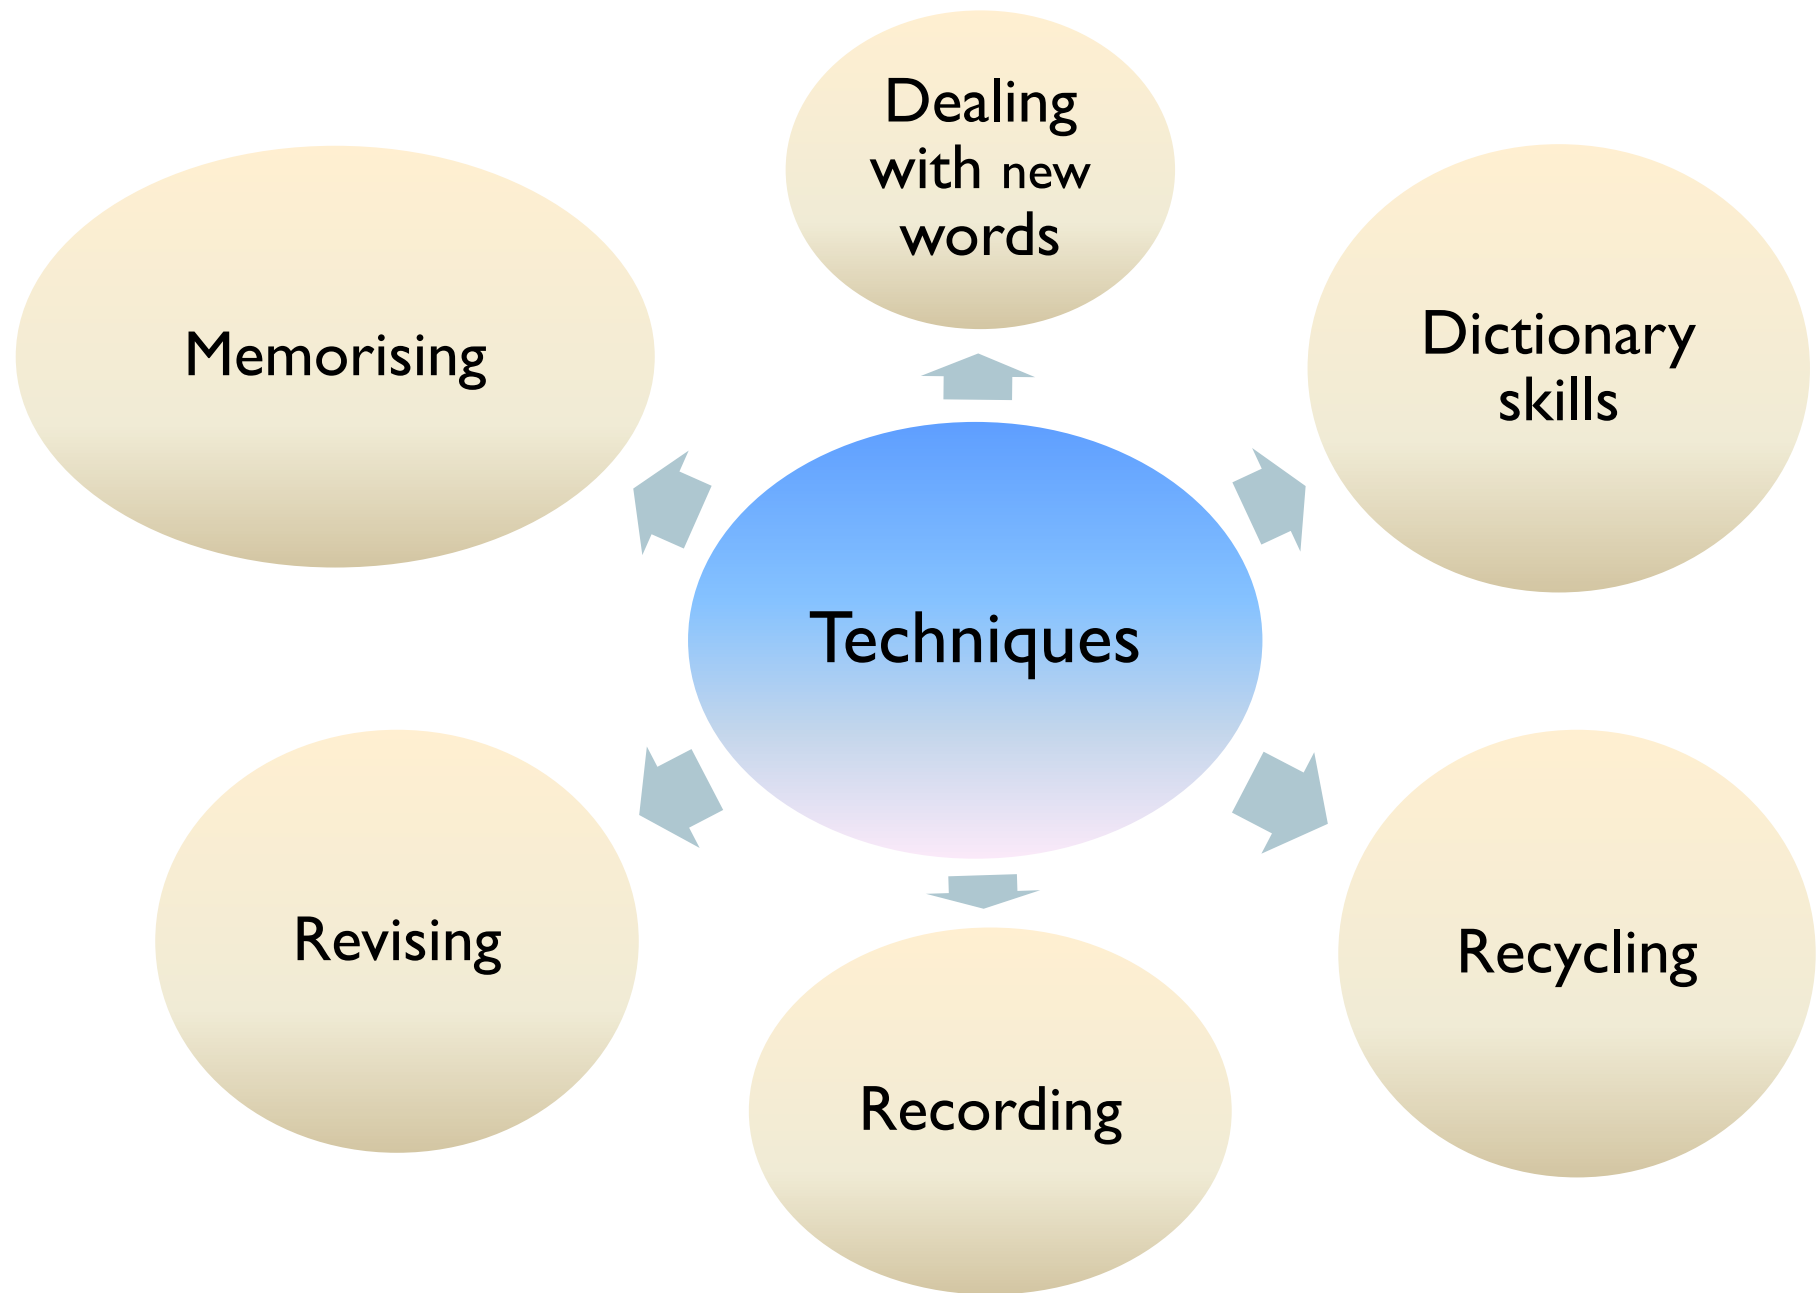 Dealing
with new
words
Memorising
Dictionary
skills
Techniques
Revising
Recycling
Recording